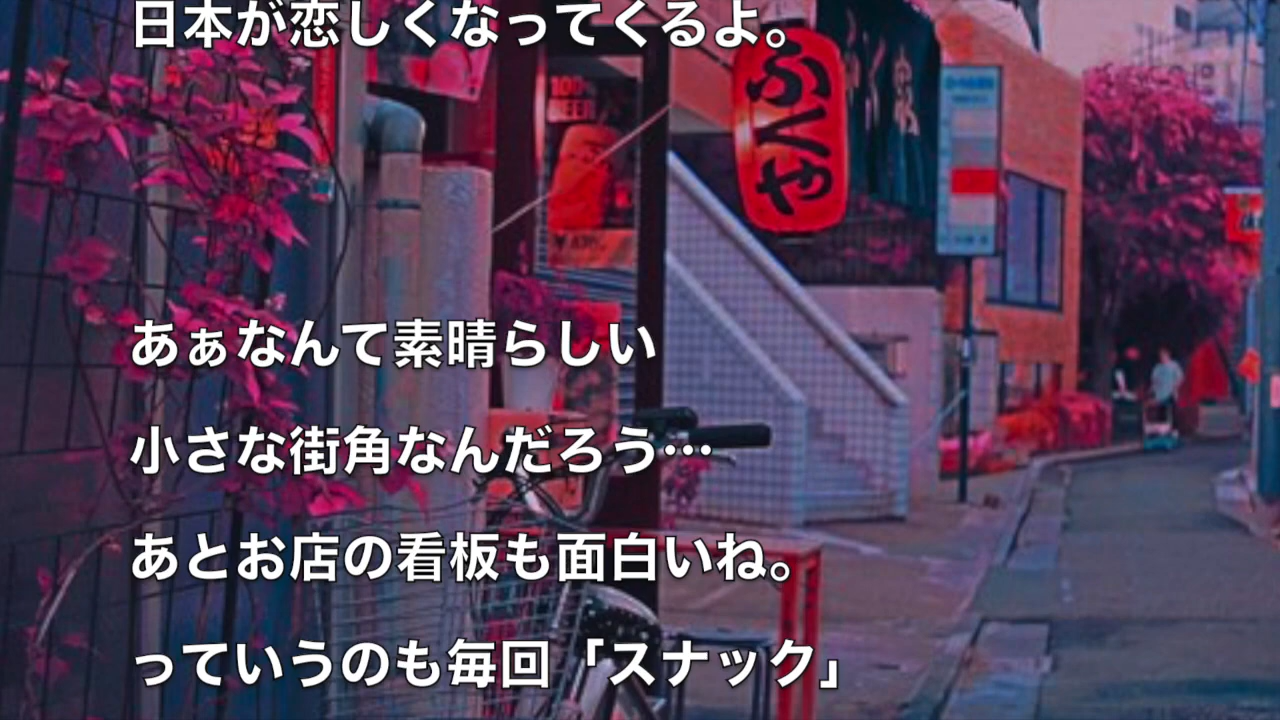 日本が恋しくなってくるよ。
ふくや
あぁなんて素晴らしい
小さな街角なんだろう…
あとお店の看板も面白いね。
っていうのも毎回「スナック」